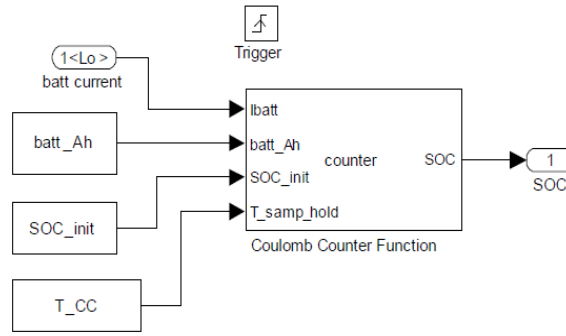 Trigger
1<Lo >
batt current
batt_Ah
SOC_init
T_CC
Ibatt
batt_Ah
SOC_init
T_samp_hold
counter
SOC
Coulomb Counter Function
1
SOC